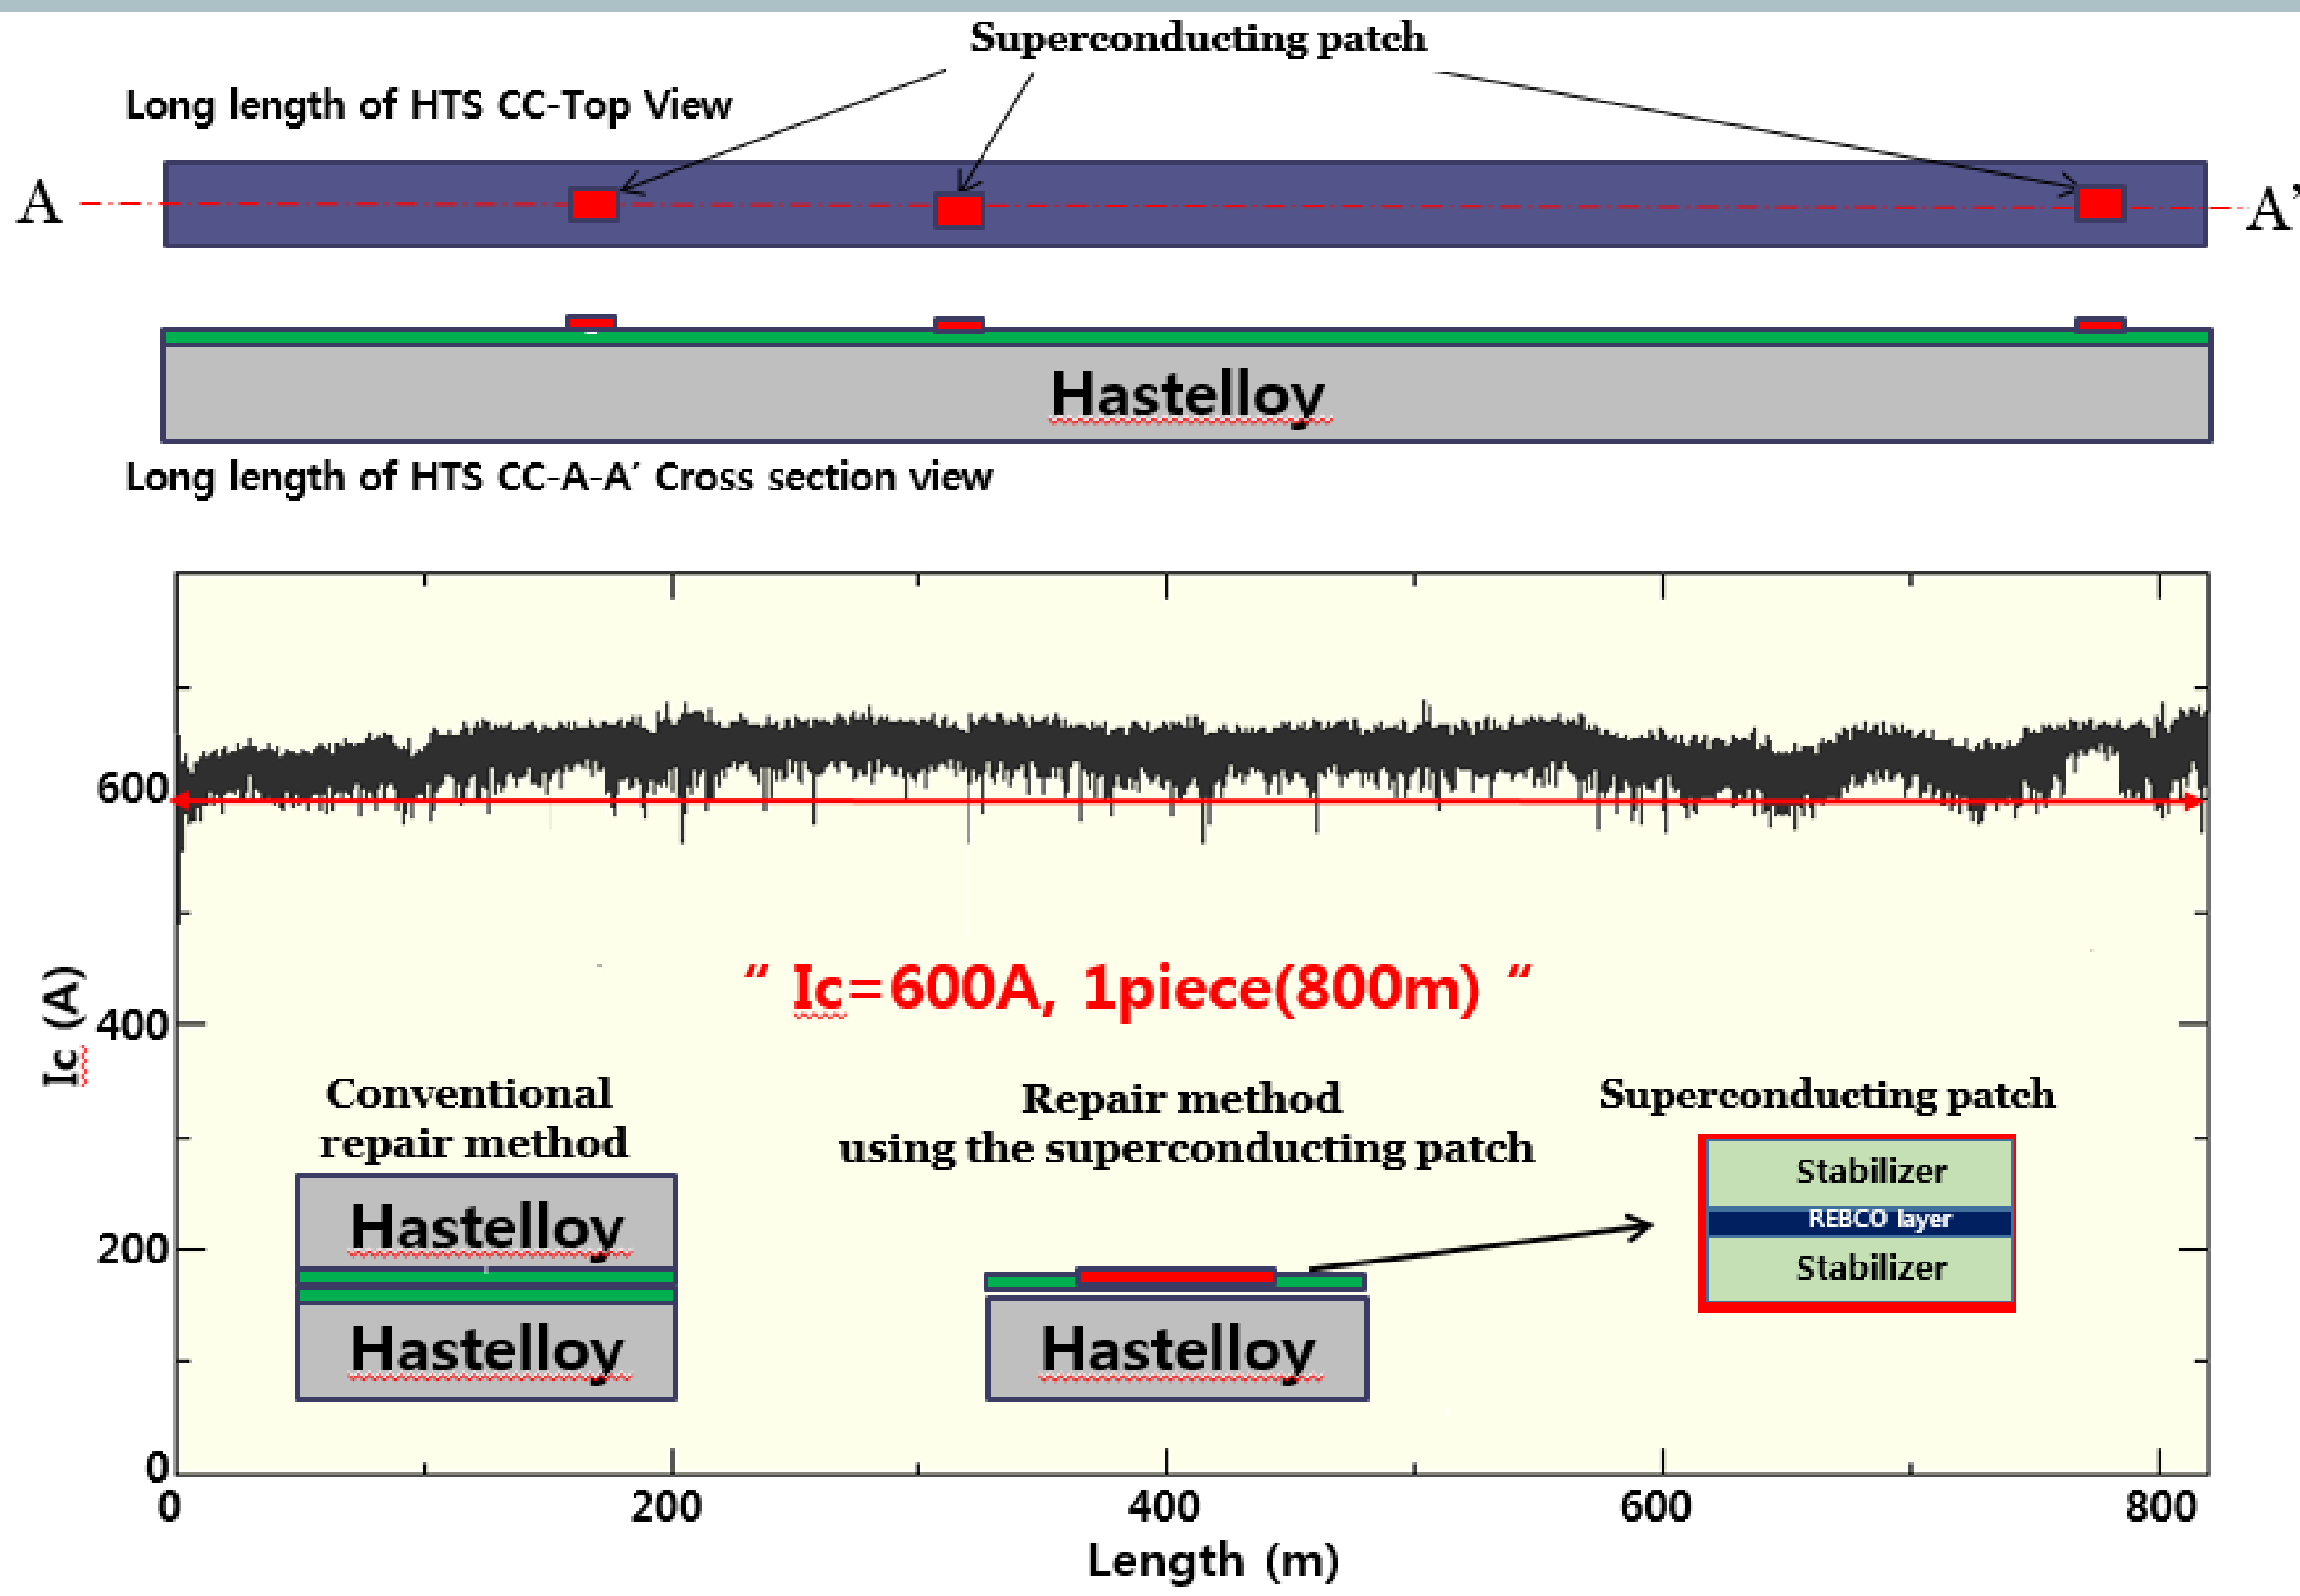 Superconducting patch
Long length of HTS CC-Top View
A
A’
Hastelloy
Long length of HTS CC-A-A’ Cross section view
600
400
200
0
Ic (A)
“ Ic=600A, 1piece(800m) “
Conventional
repair method
Hastelloy
Hastelloy
Repair method
using the superconducting patch
Hastelloy
Superconducting patch
Stabilizer
REBCO layer
Stabilizer
0 200 400 600 800
Length (m)